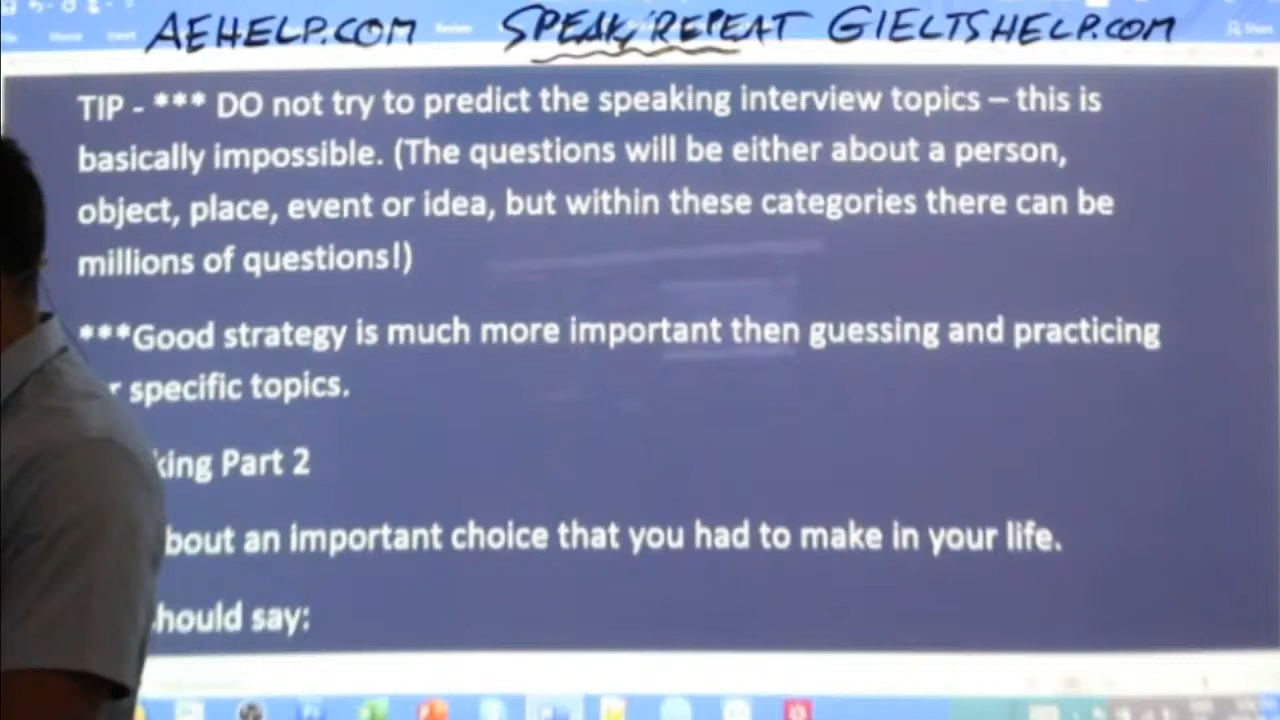 AEHELP.COM SPEAK/REPEAT GIELTSHELP.COM
TIP - *** DO not try to predict the speaking interview topics – this is
basically impossible. (The questions will be either about a person,
object, place, event or idea, but within these categories there can be
millions of questions!)
***Good strategy is much more important then guessing and practicing
r specific topics.
king Part 2
bout an important choice that you had to make in your life.
hould say: